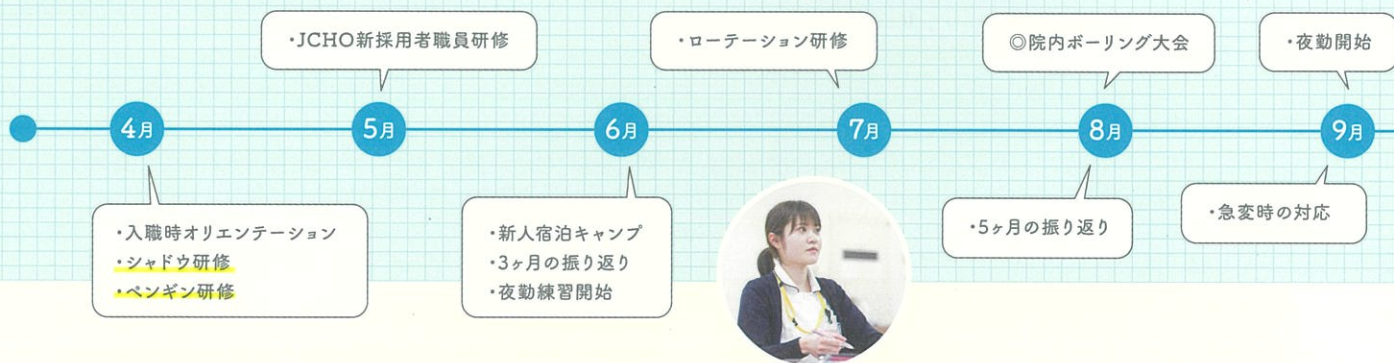 ・JCHO新採用者職員研修
・ローテーション研修
◎院内ボーリング大会
・夜勤開始
4月
5月
6月
7月
8月
9月
・入職時オリエンテーション
・シャドウ研修
・ペンギン研修
・新人宿泊キャンプ
・3ヶ月の振り返り
・夜勤練習開始
・5ヶ月の振り返り
・急変時の対応